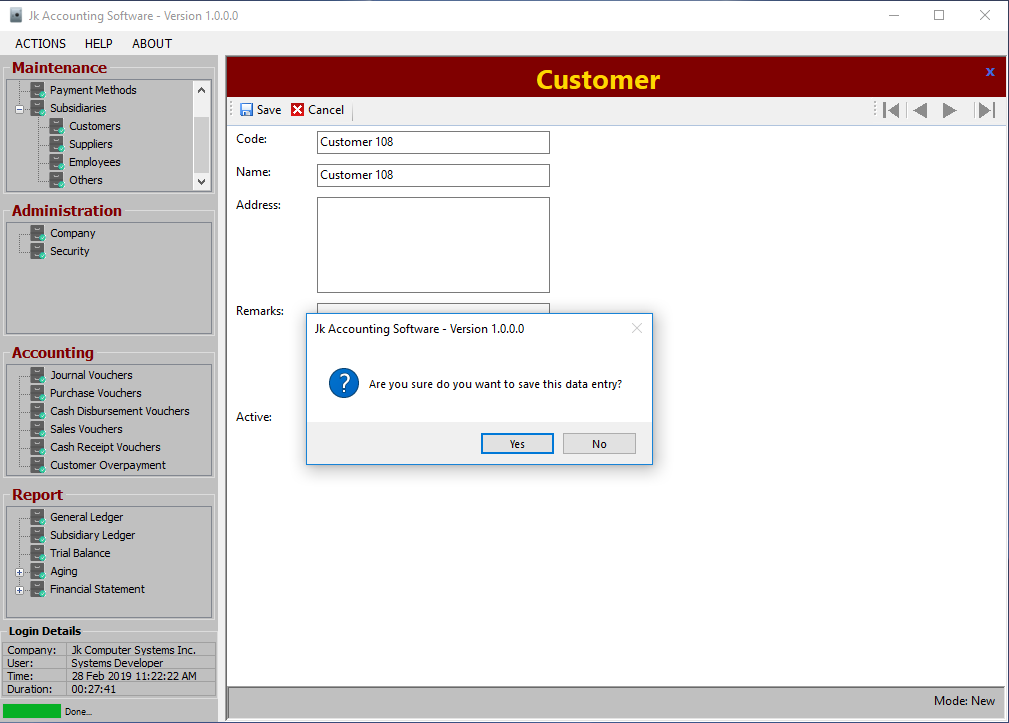 Jk Accounting Software - Version 1.0.0.0
ACTIONS HELP ABOUT
Maintenance
Payment Methods
Subsidiaries
Customers
Suppliers
Employees
Others
Administration
Company
Security
Accounting
Journal Vouchers
Purchase Vouchers
Cash Disbursement Vouchers
Sales Vouchers
Cash Receipt Vouchers
Customer Overpayment
Report
General Ledger
Subsidiary Ledger
Trial Balance
Aging
Financial Statement
Login Details
Company: Jk Computer Systems Inc.
User: Systems Developer
Time: 28 Feb 2019 11:22:22 AM
Duration: 00:27:41
Done...
Customer
x
Save Cancel
Code: Customer 108
Name: Customer 108
Address:
Remarks:
Active:
Jk Accounting Software - Version 1.0.0.0
Are you sure do you want to save this data entry?
Yes No
Mode: New